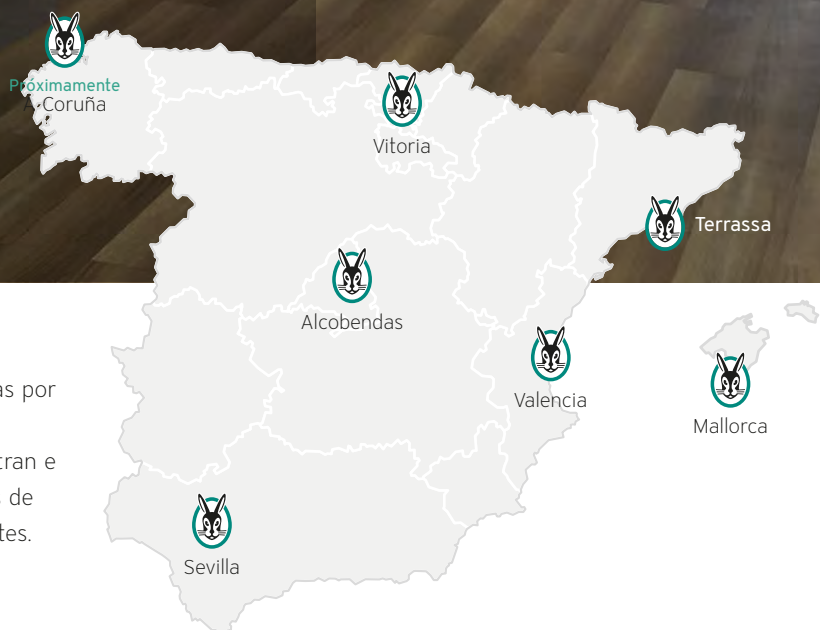 Próximamente
A Coruña
Vitoria
Terrassa
Alcobendas
Valencia
Mallorca
Sevilla
as por
tran e
de
tes.